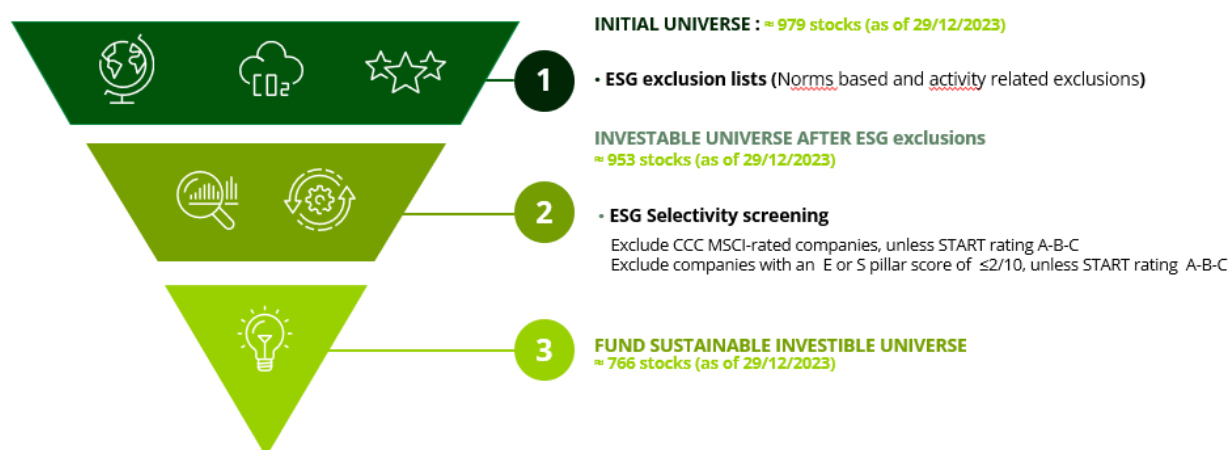 INITIAL UNIVERSE : ≈ 979 stocks (as of 29/12/2023)
CO2
1
• ESG exclusion lists (Norms based and activity related exclusions)
INVESTABLE UNIVERSE AFTER ESG exclusions
≈ 953 stocks (as of 29/12/2023)
2
• ESG Selectivity screening
Exclude CCC MSCI-rated companies, unless START rating A-B-C
Exclude companies with an E or S pillar score of ≤2/10, unless START rating A-B-C
3
FUND SUSTAINABLE INVESTIBLE UNIVERSE
≈ 766 stocks (as of 29/12/2023)